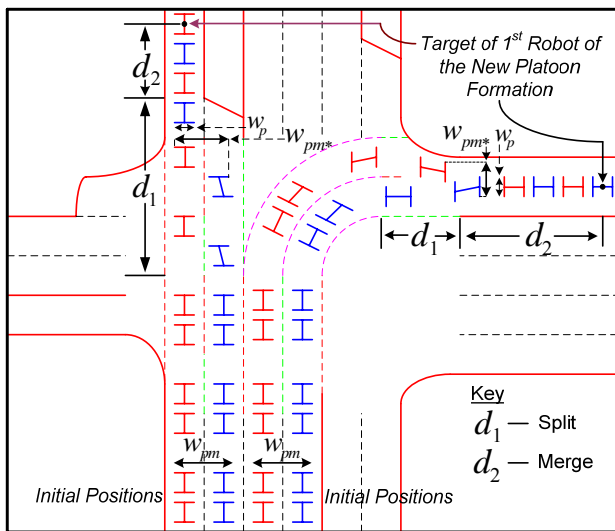 Target of 1st Robot of
the New Platoon
Formation
d2
wp
wpm*
wpm*
wp
d1
d1
d2
Key
d1 — Split
d2 — Merge
wpm
wpm
Initial Positions
Initial Positions